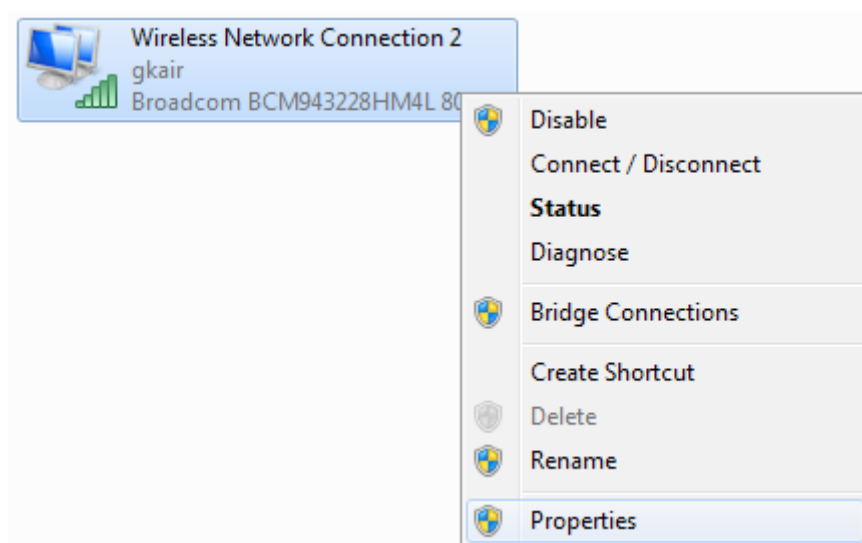 Wireless Network Connection 2
gkair
Broadcom BCM943228HM4L 80
Disable
Connect / Disconnect
Status
Diagnose
Bridge Connections
Create Shortcut
Delete
Rename
Properties